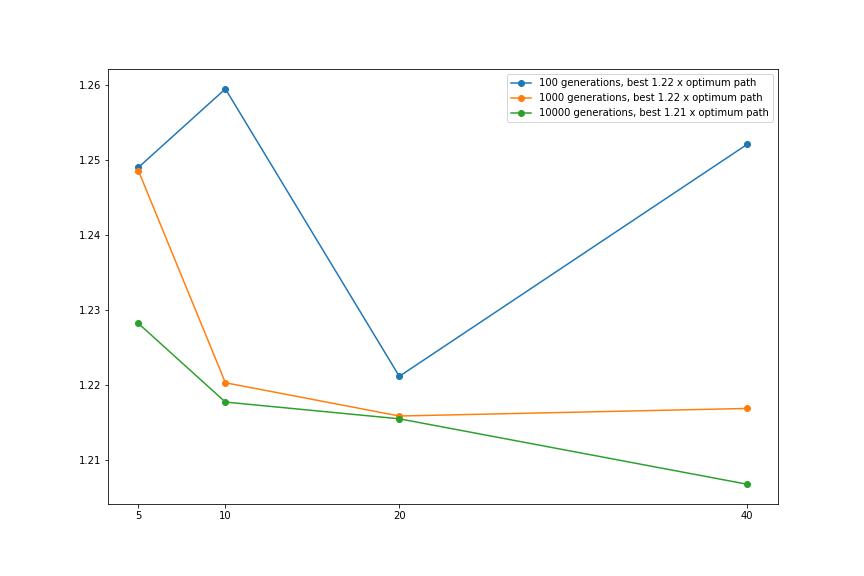 100 generations, best 1.22 x optimum path
1000 generations, best 1.22 x optimum path
10000 generations, best 1.21 x optimum path
1.26
1.25
1.24
1.23
1.22
1.21
5 10 20 40